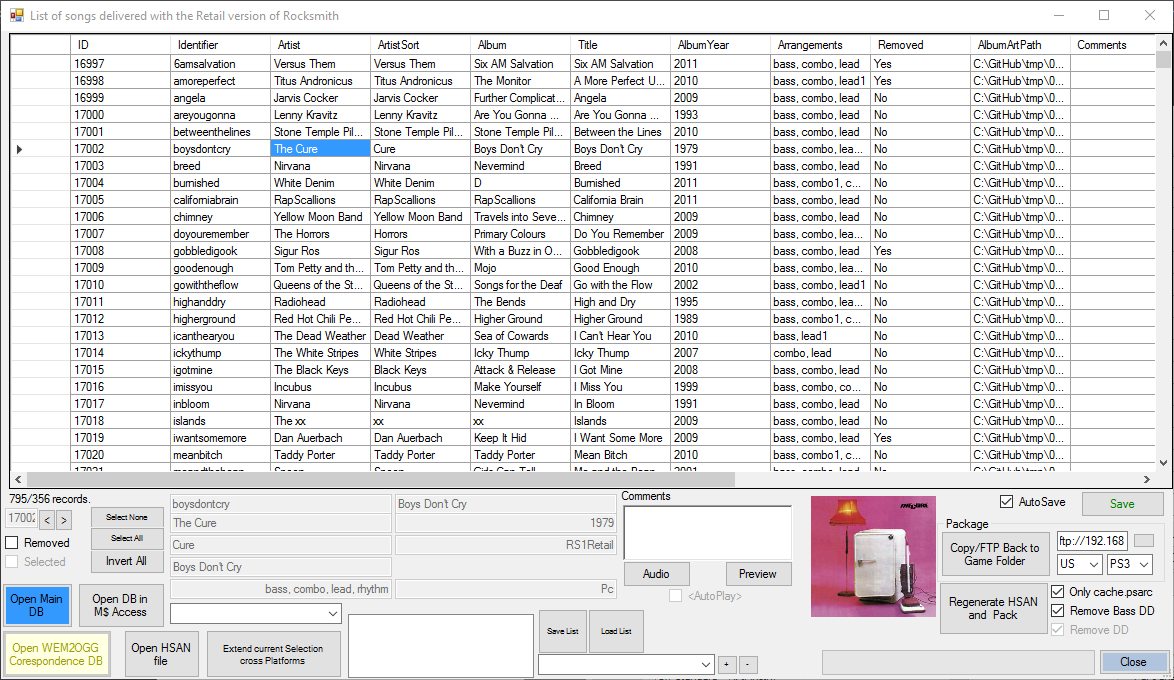 List of songs delivered with the Retail version of Rocksmith
ID Identifier Artist ArtistSort Album Title AlbumYear Arrangements Removed AlbumArtPath Comments
16997 6amsalvation Versus Them Versus Them Six AM Salvation Six AM Salvation 2011 bass, combo, lead Yes C:\GitHub\tmp\0...
16998 amoreperfect Titus Andronicus Titus Andronicus The Monitor A More Perfect U... 2010 bass, combo, lead1 Yes C:\GitHub\tmp\0...
16999 angela Jarvis Cocker Jarvis Cocker Further Complicat... Angela 2009 bass, combo, lead No C:\GitHub\tmp\0...
17000 areyougonna Lenny Kravitz Lenny Kravitz Are You Gonna ... Are You Gonna ... 1993 bass, combo, lead No C:\GitHub\tmp\0...
17001 betweenthelines Stone Temple Pil... Stone Temple Pil... Stone Temple Pil... Between the Lines 2010 bass, combo, lead No C:\GitHub\tmp\0...
17002 boysdontcry The Cure Cure Boys Don't Cry Boys Don't Cry 1979 bass, combo, lea... No C:\GitHub\tmp\0...
17003 breed Nirvana Nirvana Nevermind Breed 1991 bass, combo, lead No C:\GitHub\tmp\0...
17004 burnished White Denim White Denim D Burnished 2011 bass, combo1, c... No C:\GitHub\tmp\0...
17005 californiabrain RapScallions RapScallions RapScallions California Brain 2011 bass, combo, lead No C:\GitHub\tmp\0...
17006 chimney Yellow Moon Band Yellow Moon Band Travels into Seve... Chimney 2009 bass, combo, lead No C:\GitHub\tmp\0...
17007 doyouremember The Horrors Horrors Primary Colours Do You Remember 2009 bass, combo, lea... No C:\GitHub\tmp\0...
17008 gobbledigook Sigur Ros Sigur Ros With a Buzz in O... Gobbledigook 2008 bass, combo, lead Yes C:\GitHub\tmp\0...
17009 goodenough Tom Petty and th... Tom Petty and th... Mojo Good Enough 2010 bass, combo, lea... No C:\GitHub\tmp\0...
17010 gowiththeflow Queens of the St... Queens of the St... Songs for the Deaf Go with the Flow 2002 bass, combo, lead1 No C:\GitHub\tmp\0...
17011 highanddry Radiohead Radiohead The Bends High and Dry 1995 bass, combo, lea... No C:\GitHub\tmp\0...
17012 higherground Red Hot Chili Pe... Red Hot Chili Pe... Higher Ground Higher Ground 1989 bass, combo1, c... No C:\GitHub\tmp\0...
17013 icanthearyou The Dead Weather Dead Weather Sea of Cowards I Can't Hear You 2010 bass, lead1 No C:\GitHub\tmp\0...
17014 ickythump The White Stripes White Stripes Icky Thump Icky Thump 2007 combo, lead No C:\GitHub\tmp\0...
17015 igotmine The Black Keys Black Keys Attack & Release I Got Mine 2008 bass, combo, lead No C:\GitHub\tmp\0...
17016 imissyou Incubus Incubus Make Yourself I Miss You 1999 bass, combo, co... No C:\GitHub\tmp\0...
17017 inbloom Nirvana Nirvana Nevermind In Bloom 1991 bass, combo, lead No C:\GitHub\tmp\0...
17018 islands The xx xx xx Islands 2009 bass, combo, lead No C:\GitHub\tmp\0...
17019 iwantsomemore Dan Auerbach Dan Auerbach Keep It Hid I Want Some More 2009 bass, combo, lead Yes C:\GitHub\tmp\0...
17020 meanbitch Taddy Porter Taddy Porter Taddy Porter Mean Bitch 2010 bass, combo1, c... No C:\GitHub\tmp\0...
795/356 records.
17002 < >
Removed
Selected
Select None
Select All
Invert All
Open Main DB
Open DB in M$ Access
Open WEM2OGG Corespondence DB
Open HSAN file
Extend current Selection cross Platforms
boysdontcry Boys Don't Cry
The Cure 1979
Cure RS1Retail
Boys Don't Cry
bass, combo, lead, rhythm Pc
Comments
Audio Preview
<AutoPlay>
Save List Load List
+ -
AutoSave Save
Package
Copy/FTP Back to Game Folder
ftp://192.168
US PS3
Regenerate HSAN and Pack
Only cache.psarc
Remove Bass DD
Remove DD
Close